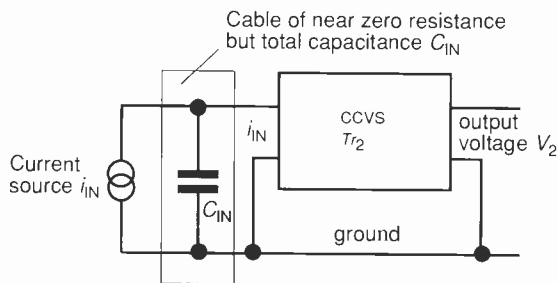 Cable of near zero resistance
but total capacitance C_IN
CCVS
Tr_2
i_IN
output
voltage V_2
Current
source i_IN
C_IN
ground